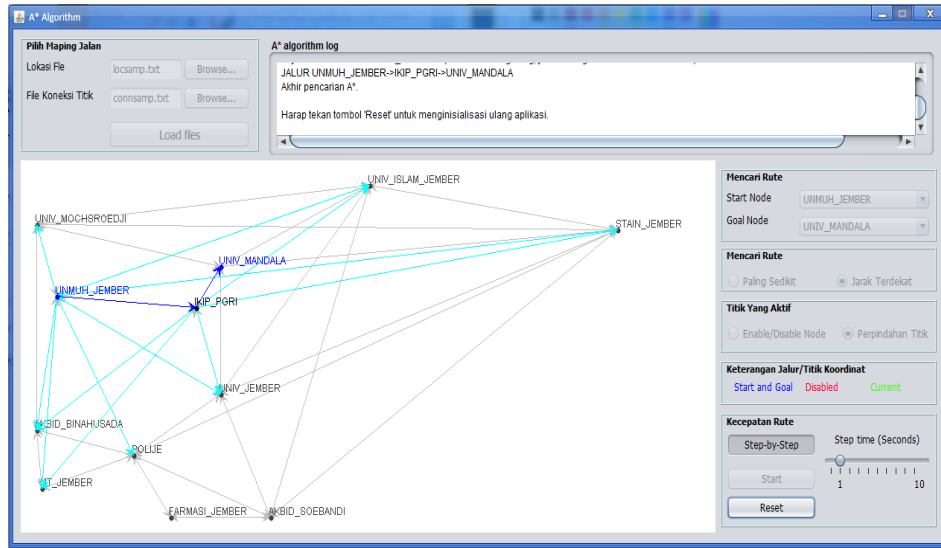 A* Algorithm
Pilih Maping Jalan
Lokasi Fle
locsamp.txt
Browse...
File Koneksi Titik
connsamp.txt
Browse...
Load files
A* algorithm log
JALUR UNMUH_JEMBER->IKIP_PGRI->UNIV_MANDALA
Akhir pencarian A*.
Harap tekan tombol 'Reset' untuk menginisialisasi ulang aplikasi.
UNIV_ISLAM_JEMBER
UNIV_MOCHSROEDJI
STAIN_JEMBER
UNIV_MANDALA
UNMUH_JEMBER
IKIP_PGRI
UNIV_JEMBER
AKBID_BINAHUSADA
POLIJE
JEMBER
FARMASI_JEMBER
AKBID_SOEBANDI
Mencari Rute
Start Node
UNMUH_JEMBER
Goal Node
UNIV_MANDALA
Mencari Rute
Paling Sedikit
Jarak Terdekat
Titik Yang Aktif
Enable/Disable Node
Perpindahan Titik
Keterangan Jalur/Titik Koordinat
Start and Goal Disabled Current
Kecepatan Rute
Step-by-Step
Step time (Seconds)
Start
1 10
Reset